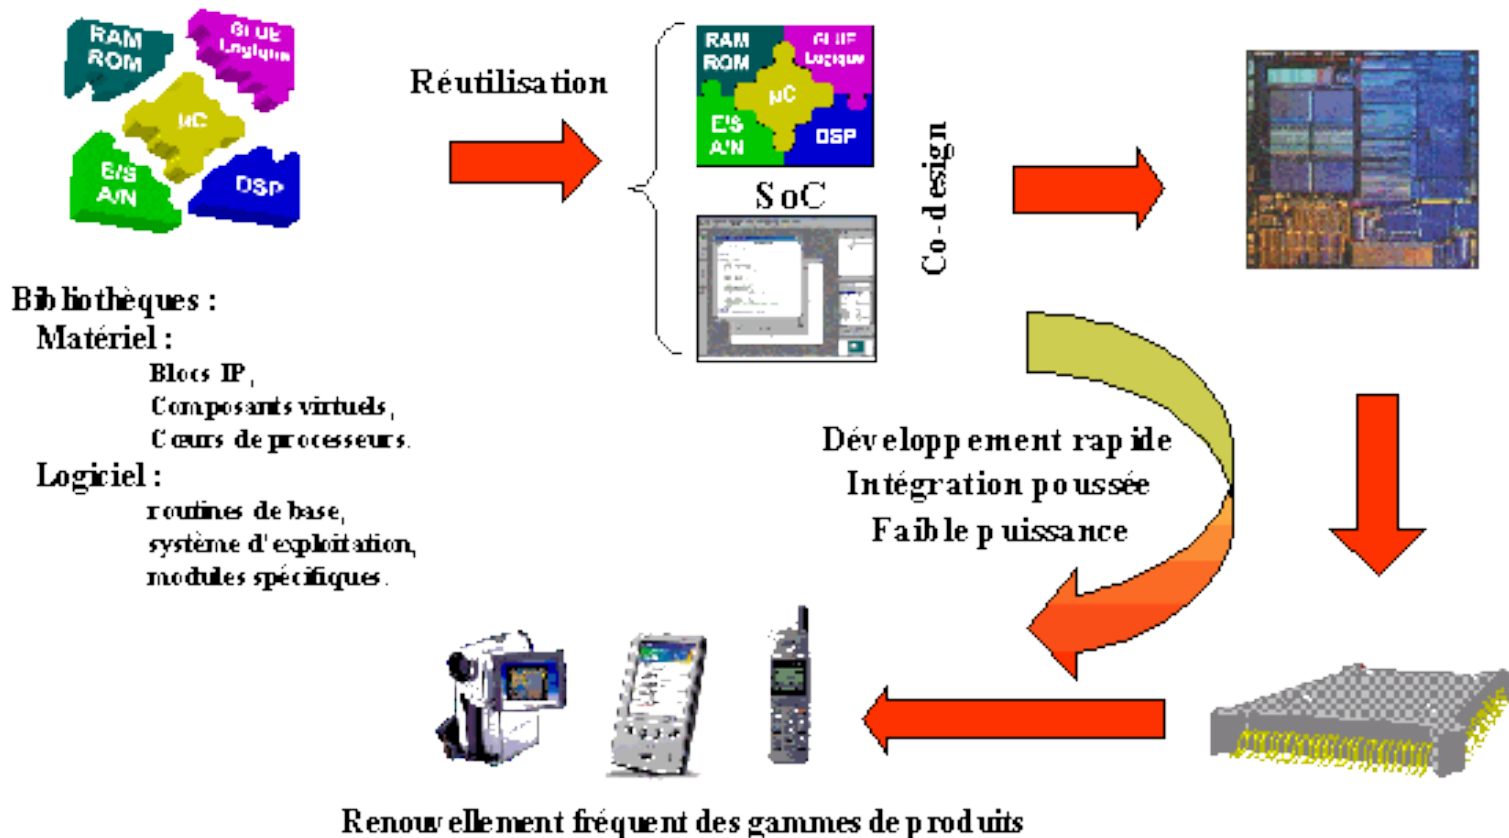 RAM
ROM
GLUE
Logique
µC
E/S
A/N
DSP
Réutilisation
RAM
ROM
GLUE
Logique
µC
E/S
A/N
DSP
SoC
Co-design
Bibliothèques :
Matériel :
Blocs IP,
Composants virtuels,
Cœurs de processeurs.
Logiciel :
routines de base,
système d'exploitation,
modules spécifiques.
Développement rapide
Intégration poussée
Faible puissance
Renouvellement fréquent des gammes de produits